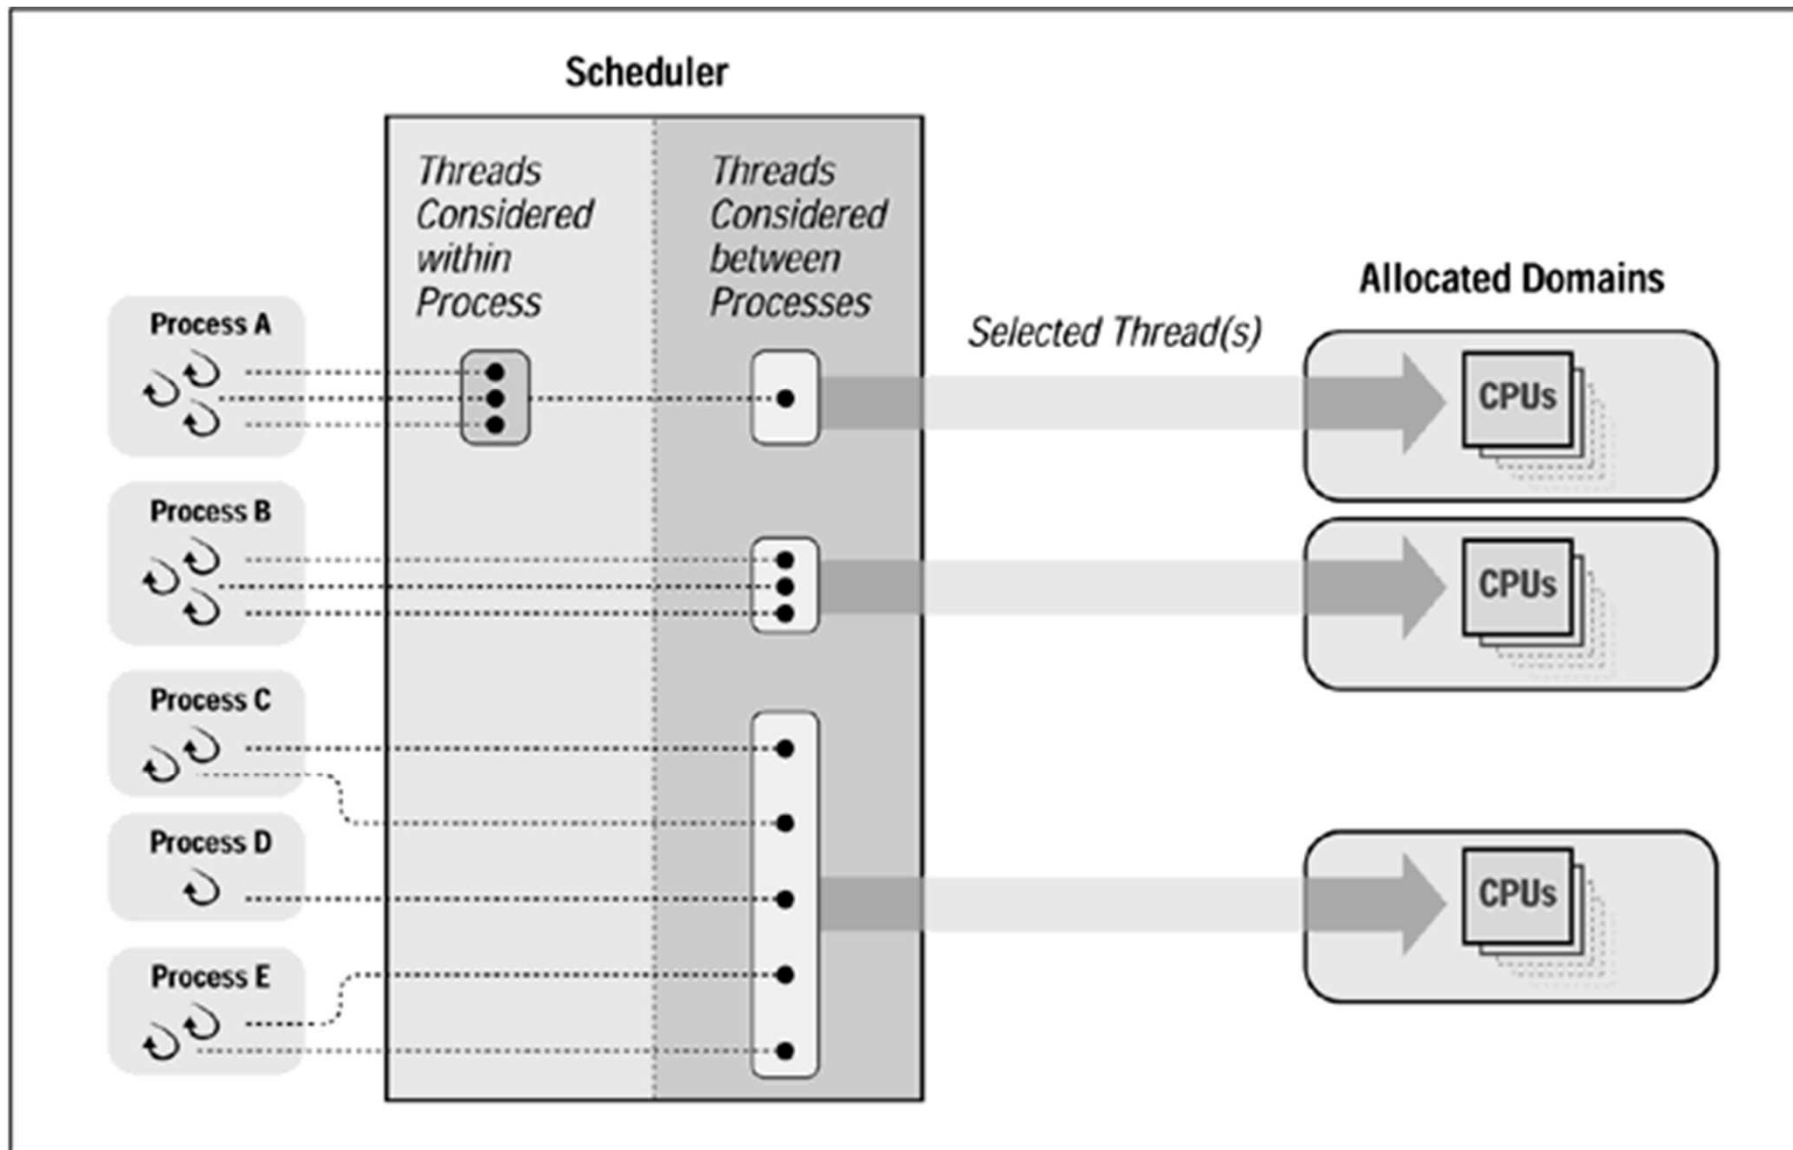 Scheduler
Threads
Considered
within
Process
Threads
Considered
between
Processes
Allocated Domains
Selected Thread(s)
Process A
CPUs
Process B
CPUs
Process C
Process D
CPUs
Process E